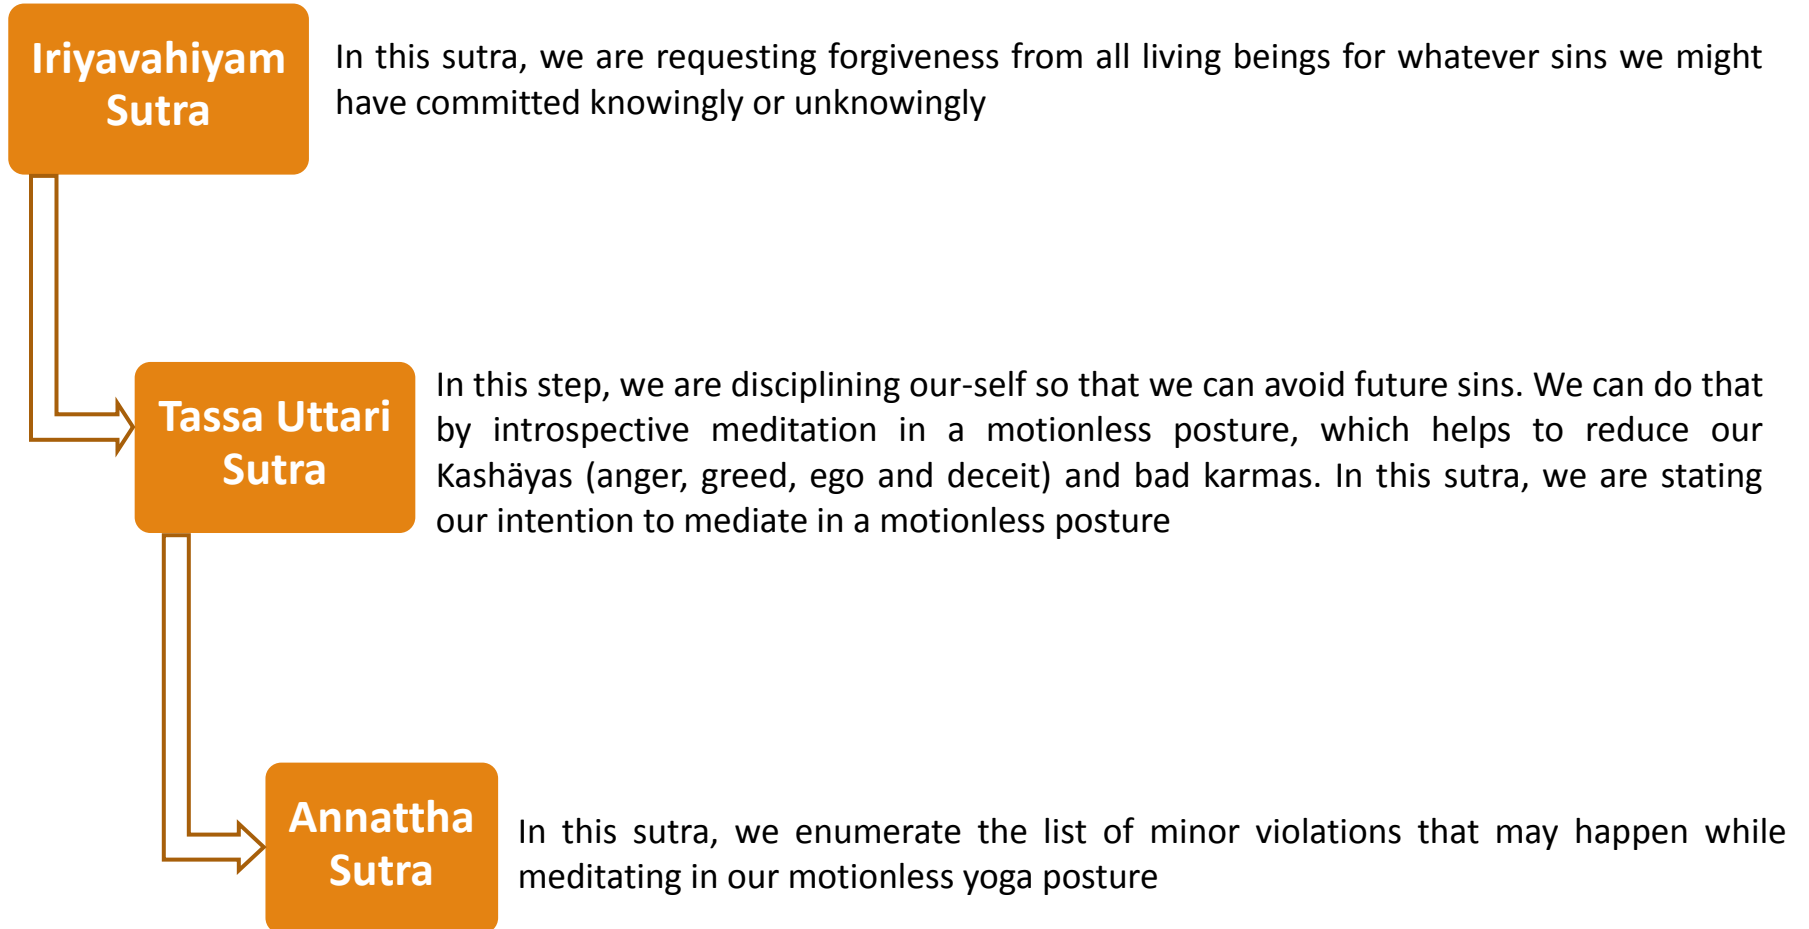 Iriyavahiyam
Sutra
In this sutra, we are requesting forgiveness from all living beings for whatever sins we might
have committed knowingly or unknowingly
Tassa Uttari
Sutra
In this step, we are disciplining our-self so that we can avoid future sins. We can do that
by introspective meditation in a motionless posture, which helps to reduce our
Kashäyas (anger, greed, ego and deceit) and bad karmas. In this sutra, we are stating
our intention to mediate in a motionless posture
Annattha
Sutra
In this sutra, we enumerate the list of minor violations that may happen while
meditating in our motionless yoga posture